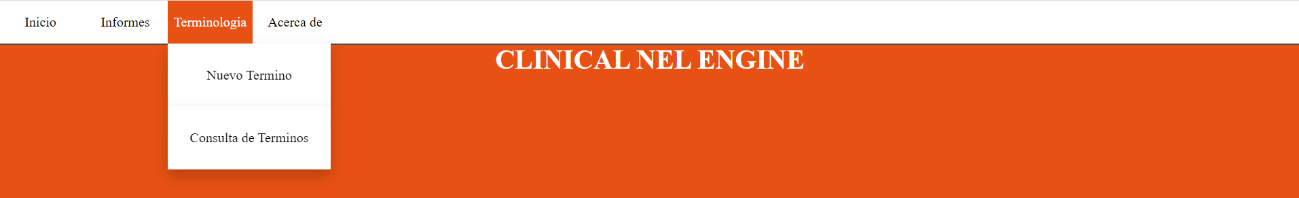 Inicio Informes Terminologia Acerca de
CLINICAL NEL ENGINE
Nuevo Termino
Consulta de Terminos